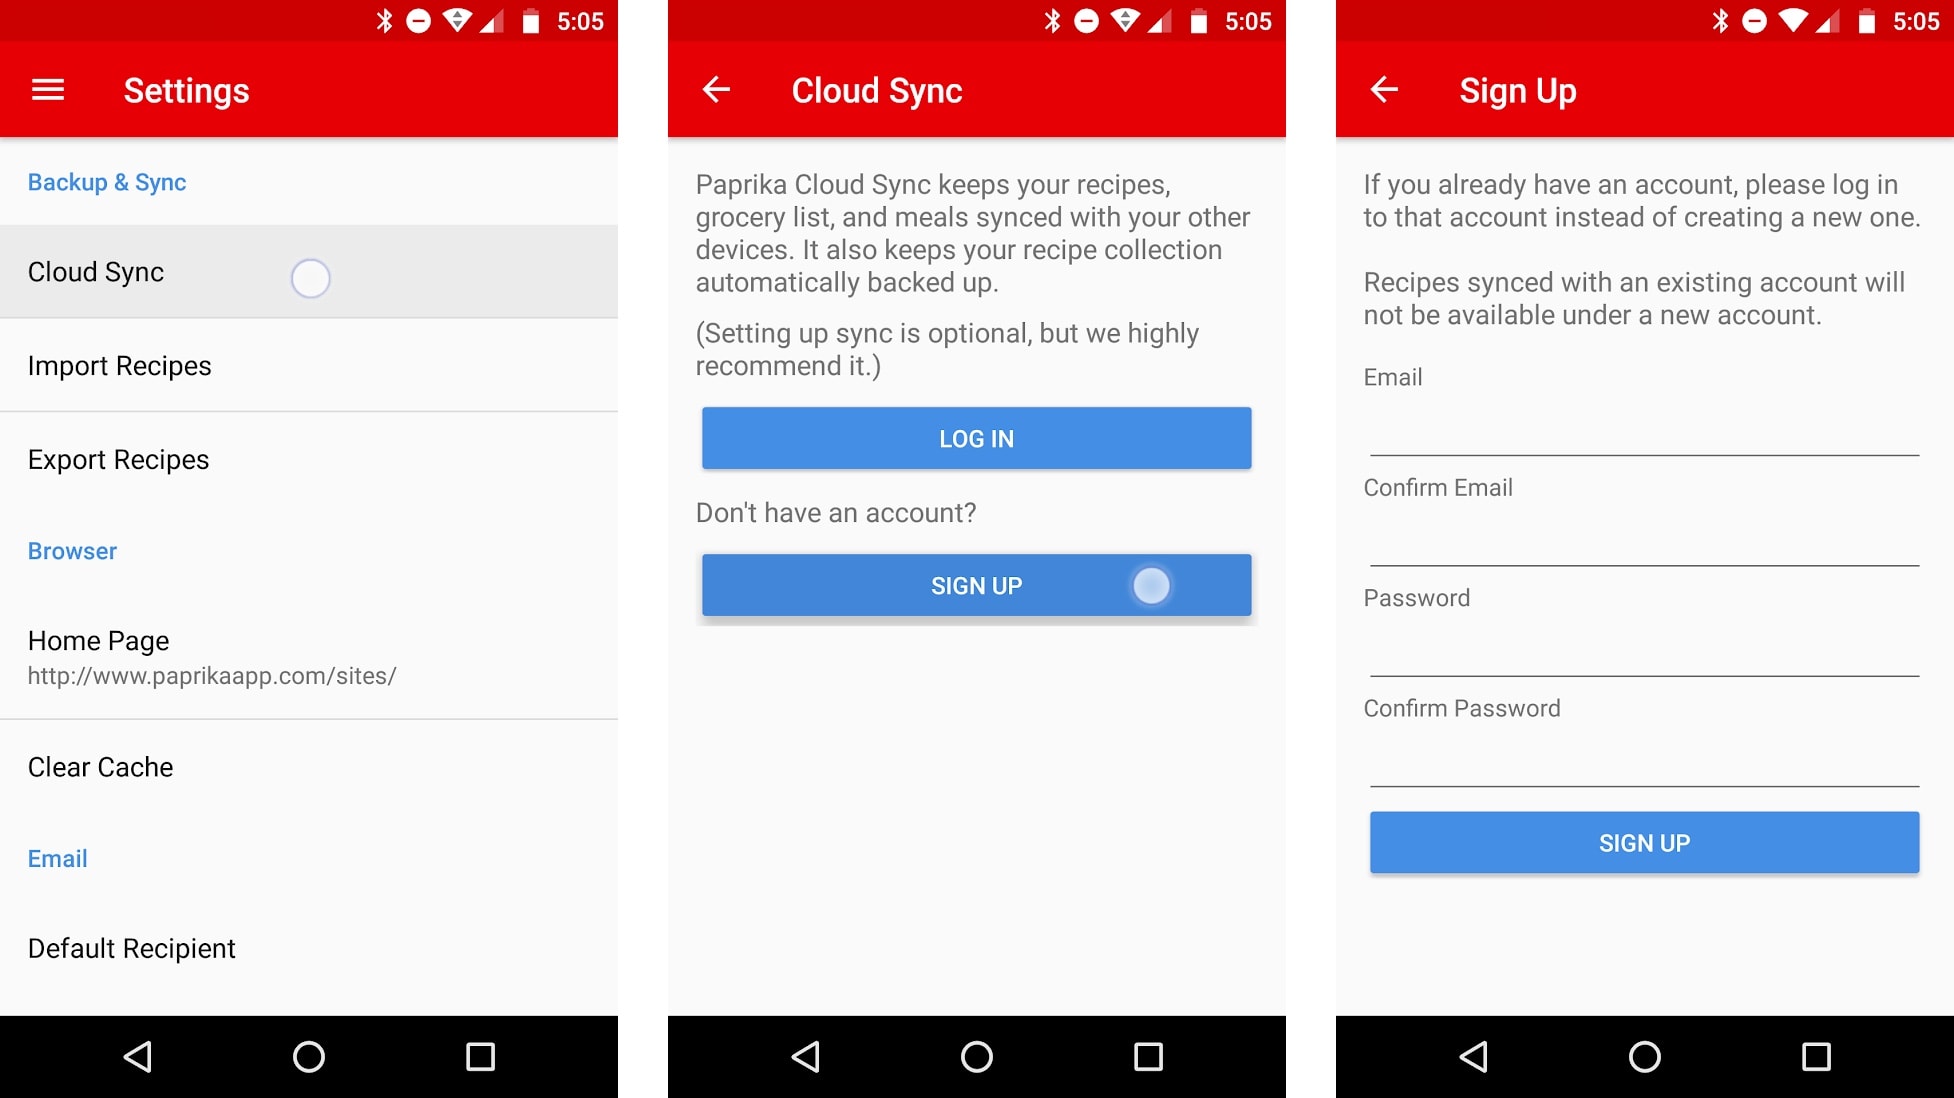 5:05
Settings
Backup & Sync
Cloud Sync
Import Recipes
Export Recipes
Browser
Home Page
http://www.paprikaapp.com/sites/
Clear Cache
Email
Default Recipient
5:05
Cloud Sync
Paprika Cloud Sync keeps your recipes,
grocery list, and meals synced with your other
devices. It also keeps your recipe collection
automatically backed up.
(Setting up sync is optional, but we highly
recommend it.)
LOG IN
Don't have an account?
SIGN UP
5:05
Sign Up
If you already have an account, please log in
to that account instead of creating a new one.
Recipes synced with an existing account will
not be available under a new account.
Email
Confirm Email
Password
Confirm Password
SIGN UP